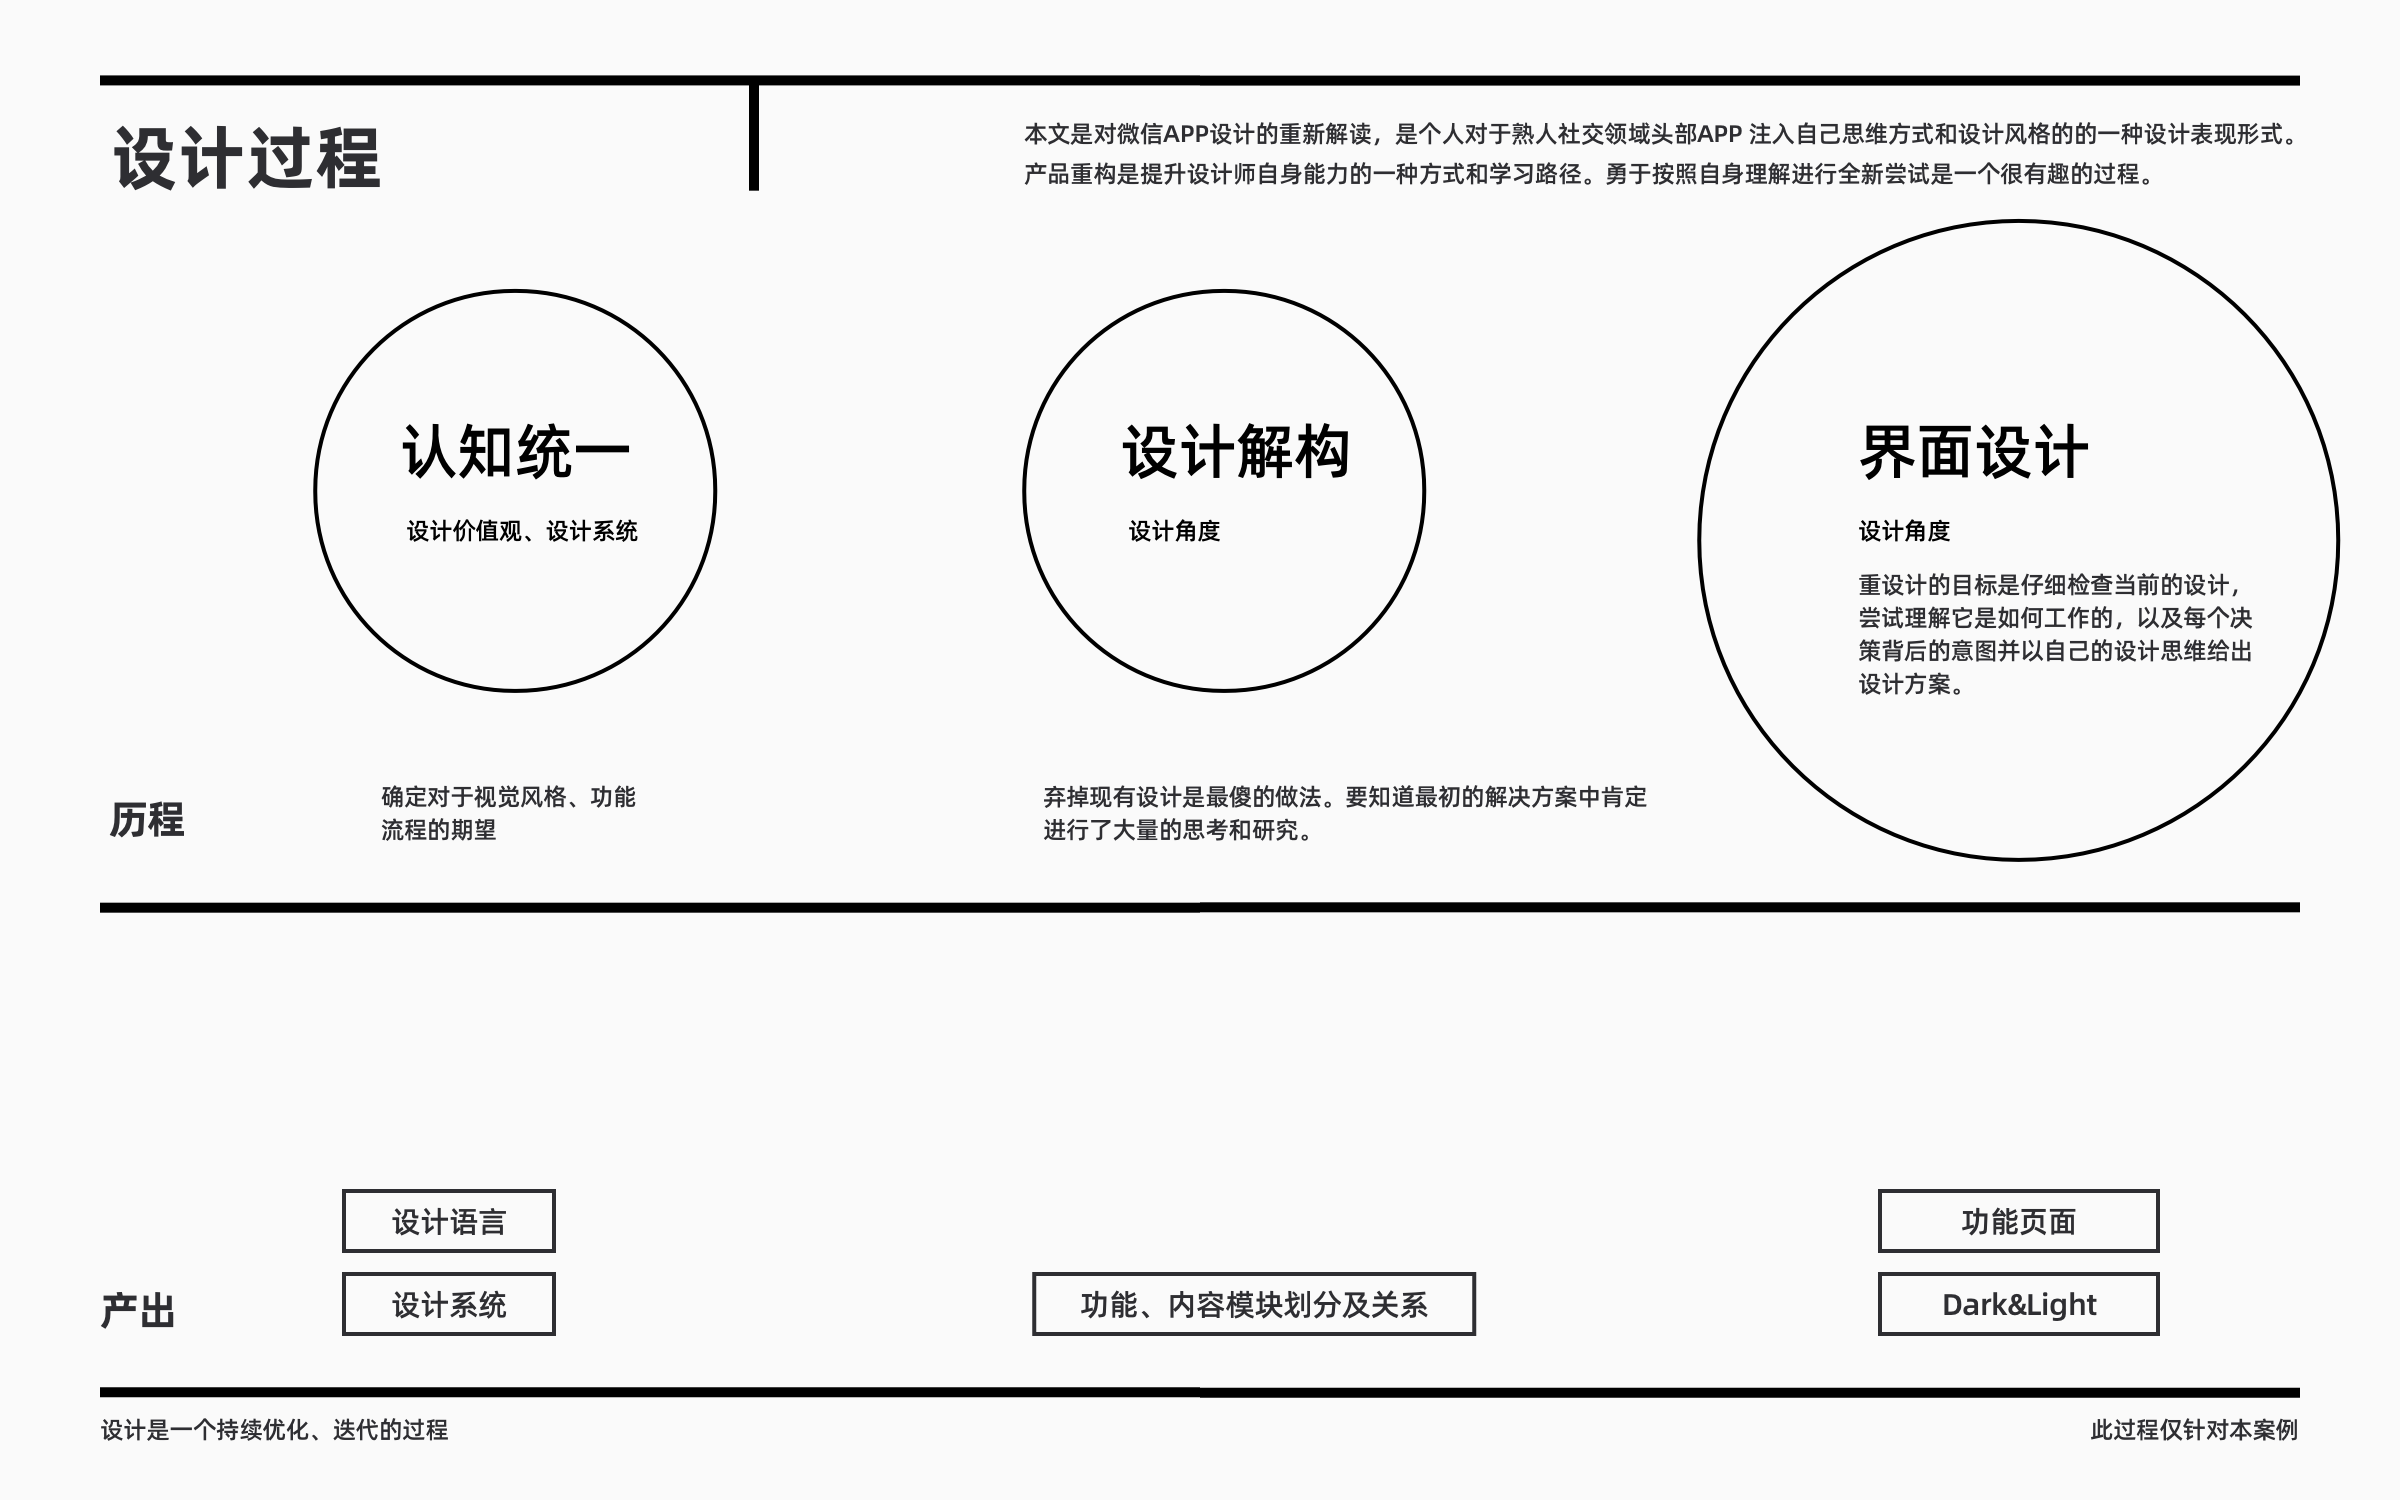 设计过程
本文是对微信APP设计的重新解读，是个人对于熟人社交领域头部APP 注入自己思维方式和设计风格的的一种设计表现形式。
产品重构是提升设计师自身能力的一种方式和学习路径。勇于按照自身理解进行全新尝试是一个很有趣的过程。
认知统一
设计价值观、设计系统
设计解构
设计角度
界面设计
设计角度
重设计的目标是仔细检查当前的设计，
尝试理解它是如何工作的，以及每个决
策背后的意图并以自己的设计思维给出
设计方案。
历程
确定对于视觉风格、功能
流程的期望
弃掉现有设计是最傻的做法。要知道最初的解决方案中肯定
进行了大量的思考和研究。
产出
设计语言
设计系统
功能、内容模块划分及关系
功能页面
Dark&Light
设计是一个持续优化、迭代的过程
此过程仅针对本案例